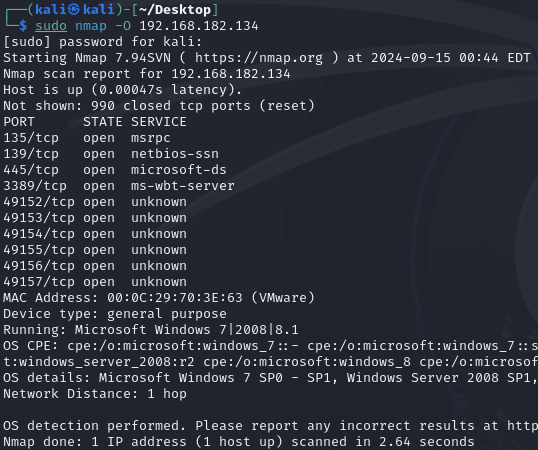 ┌──(kali㉿kali)-[~/Desktop]
└─$ sudo nmap -O 192.168.182.134
[sudo] password for kali:
Starting Nmap 7.94SVN ( https://nmap.org ) at 2024-09-15 00:44 EDT
Nmap scan report for 192.168.182.134
Host is up (0.00047s latency).
Not shown: 990 closed tcp ports (reset)
PORT      STATE SERVICE
135/tcp   open  msrpc
139/tcp   open  netbios-ssn
445/tcp   open  microsoft-ds
3389/tcp  open  ms-wbt-server
49152/tcp open  unknown
49153/tcp open  unknown
49154/tcp open  unknown
49155/tcp open  unknown
49156/tcp open  unknown
49157/tcp open  unknown
MAC Address: 00:0C:29:70:3E:63 (VMware)
Device type: general purpose
Running: Microsoft Windows 7|2008|8.1
OS CPE: cpe:/o:microsoft:windows_7::- cpe:/o:microsoft:windows_7::s
t:windows_server_2008:r2 cpe:/o:microsoft:windows_8 cpe:/o:microsof
OS details: Microsoft Windows 7 SP0 - SP1, Windows Server 2008 SP1,
Network Distance: 1 hop
OS detection performed. Please report any incorrect results at http
Nmap done: 1 IP address (1 host up) scanned in 2.64 seconds